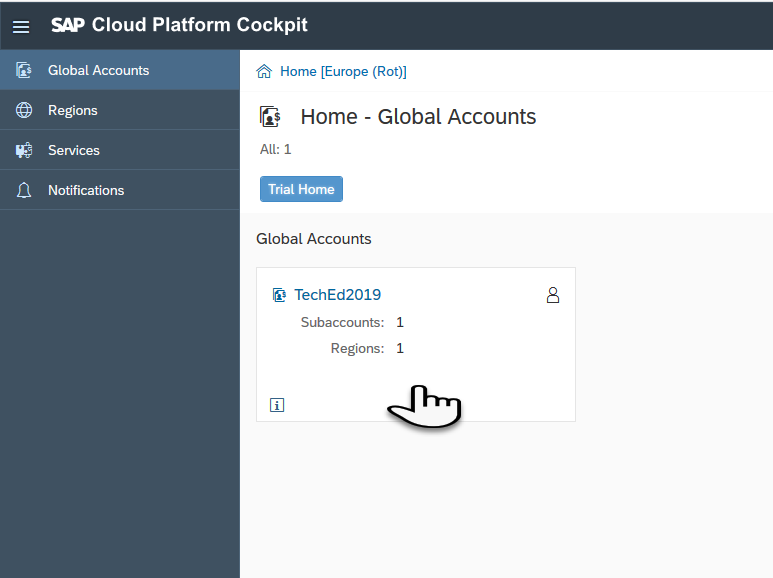 SAP Cloud Platform Cockpit
Global Accounts
Regions
Services
Notifications
Home [Europe (Rot)]
Home - Global Accounts
All: 1
Trial Home
Global Accounts
TechEd2019
Subaccounts: 1
Regions: 1